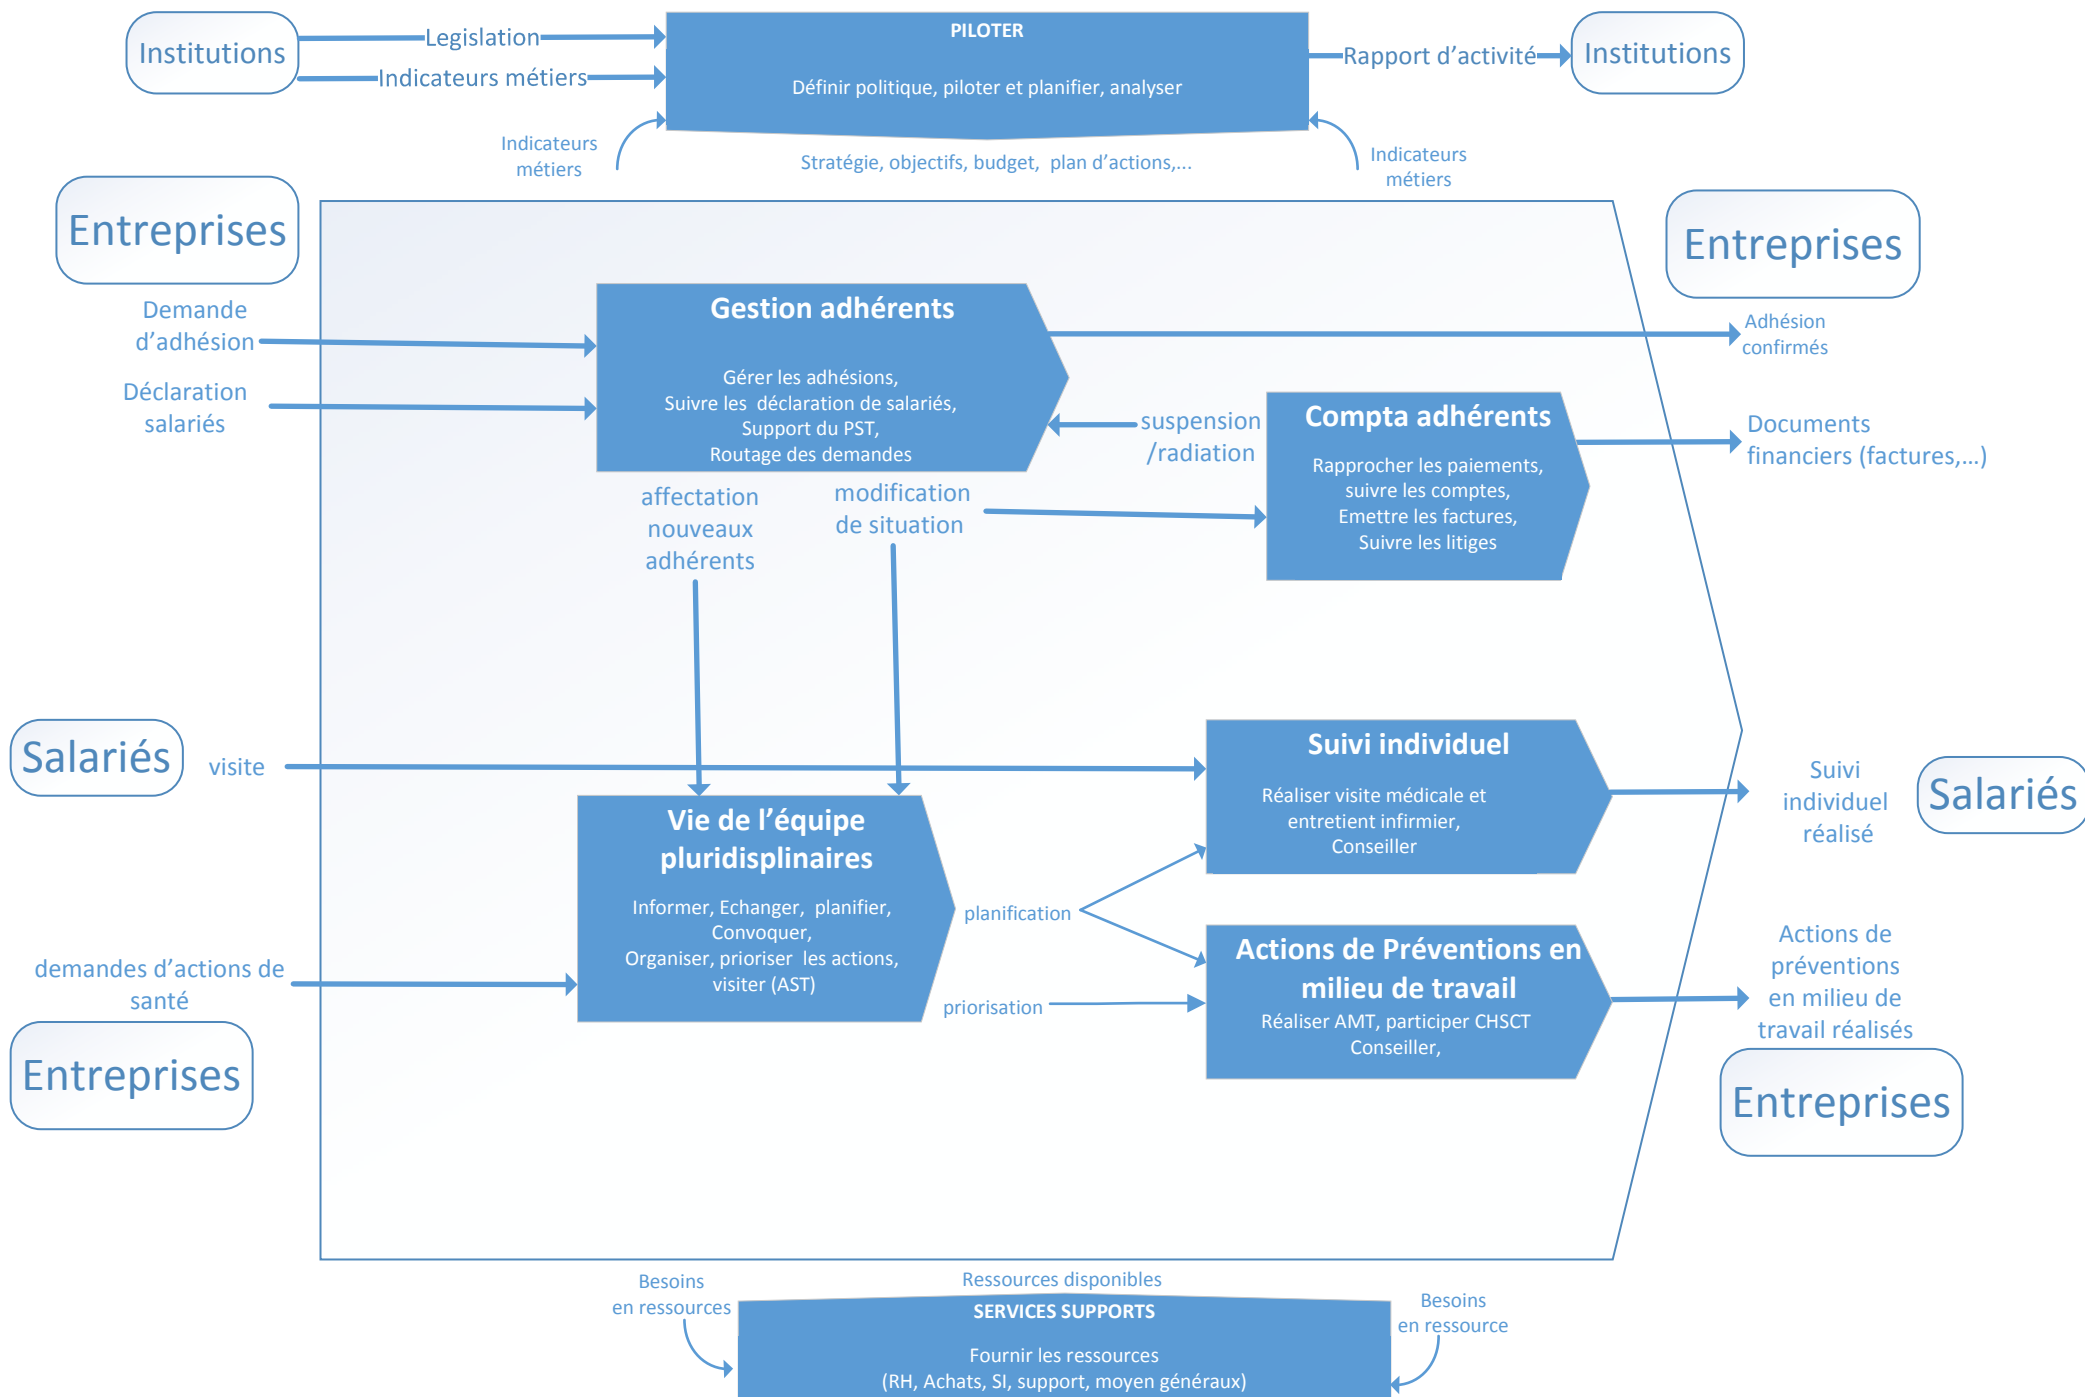 Institutions
Legislation
Indicateurs métiers
PILOTER
Définir politique, piloter et planifier, analyser
Rapport d’activité
Institutions
Indicateurs
métiers
Stratégie, objectifs, budget,  plan d’actions,...
Indicateurs
métiers
Entreprises
Entreprises
Demande
d’adhésion
Déclaration
salariés
Gestion adhérents
Gérer les adhésions,
Suivre les  déclaration de salariés,
Support du PST,
Routage des demandes
Adhésion
confirmés
suspension
/radiation
Compta adhérents
Rapprocher les paiements,
suivre les comptes,
Emettre les factures,
Suivre les litiges
Documents
financiers (factures,…)
affectation
nouveaux
adhérents
modification
de situation
Salariés
visite
Suivi individuel
Réaliser visite médicale et
entretient infirmier,
Conseiller
Suivi
individuel
réalisé
Salariés
Vie de l’équipe
pluridisplinaires
Informer, Echanger,  planifier,
Convoquer,
Organiser, prioriser  les actions,
visiter (AST)
planification
priorisation
demandes d’actions de
santé
Entreprises
Actions de Préventions en
milieu de travail
Réaliser AMT, participer CHSCT
Conseiller,
Actions de
préventions
en milieu de
travail réalisés
Entreprises
Besoins
en ressources
Ressources disponibles
SERVICES SUPPORTS
Fournir les ressources
(RH, Achats, SI, support, moyen généraux)
Besoins
en ressource